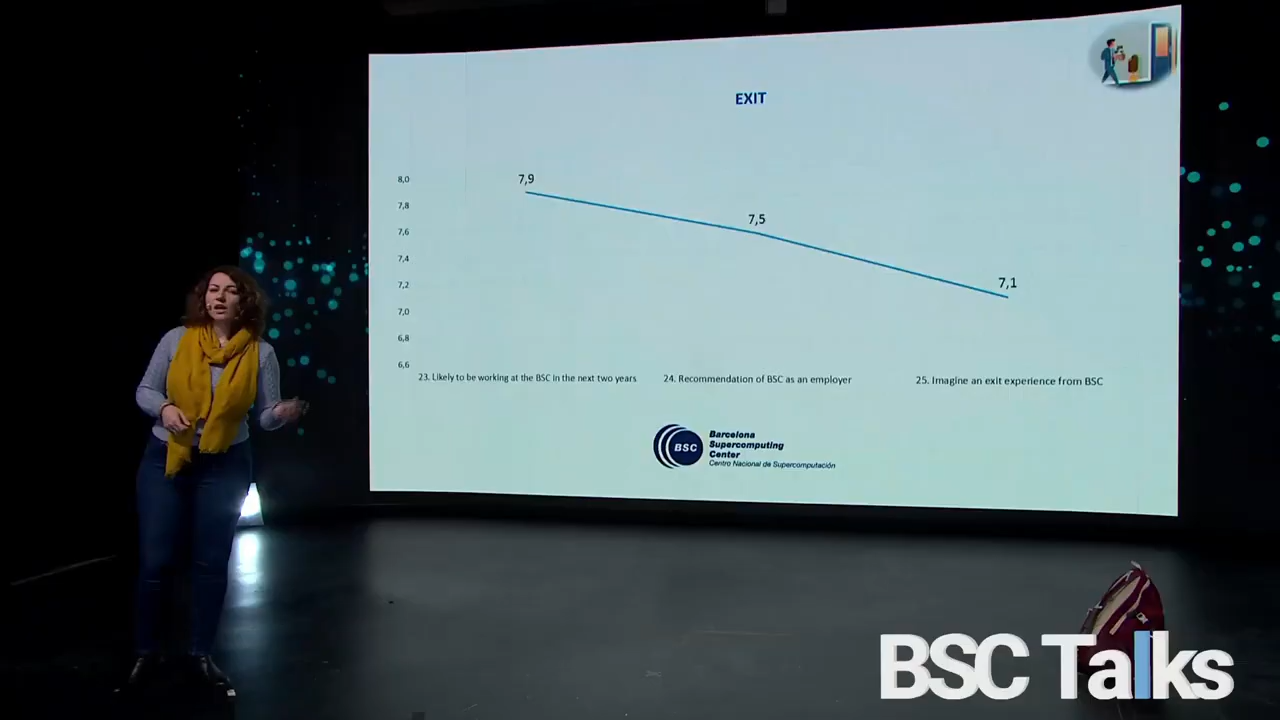 EXIT
8,0
7,8
7,6
7,4
7,2
7,0
6,8
6,6
7,9
7,5
7,1
23. Likely to be working at the BSC in the next two years
24. Recommendation of BSC as an employer
25. Imagine an exit experience from BSC
BSC
Barcelona
Supercomputing
Center
Centro Nacional de Supercomputación
BSC Talks